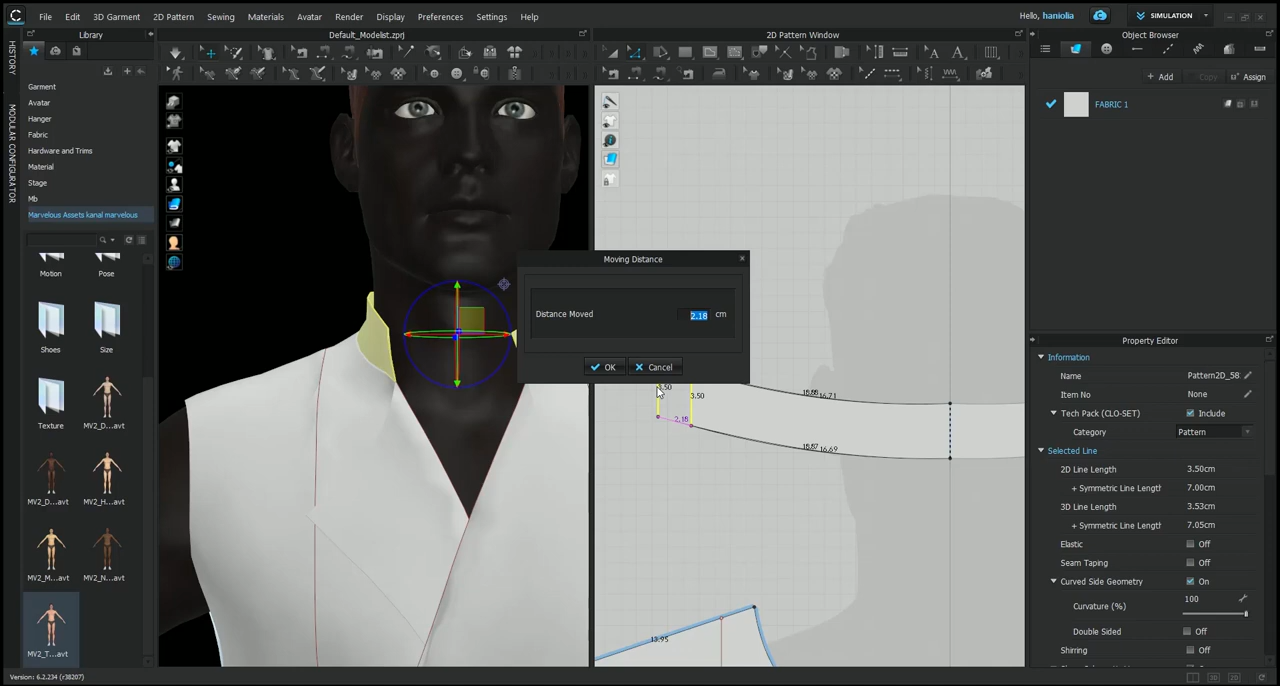 File Edit 3D Garment 2D Pattern Sewing Materials Avatar Render Display Preferences Settings Help
Hello, haniolia
SIMULATION
Library
Default_Modelist.zprj
2D Pattern Window
Object Browser
HISTORY
MODULAR CONFIGURATOR
Garment
Avatar
Hanger
Fabric
Hardware and Trims
Material
Stage
Mb
Marvelous Assets kanal marvelous
Motion
Pose
Shoes
Size
Texture
MV2_D...avt
MV2_D...avt
MV2_H...avt
MV2_M...avt
MV2_N...avt
MV2_T...avt
Moving Distance
Distance Moved 2.18 cm
OK
Cancel
3.50
3.50
2.18
16.71
16.69
13.95
+ Add
Copy
Assign
FABRIC 1
Property Editor
Information
Name Pattern2D_58
Item No None
Tech Pack (CLO-SET) Include
Category Pattern
Selected Line
2D Line Length 3.50cm
+ Symmetric Line Length 7.00cm
3D Line Length 3.53cm
+ Symmetric Line Length 7.05cm
Elastic Off
Seam Taping Off
Curved Side Geometry On
Curvature (%) 100
Double Sided Off
Shirring Off
Version: 6.2.234 (r38207)
3D
2D